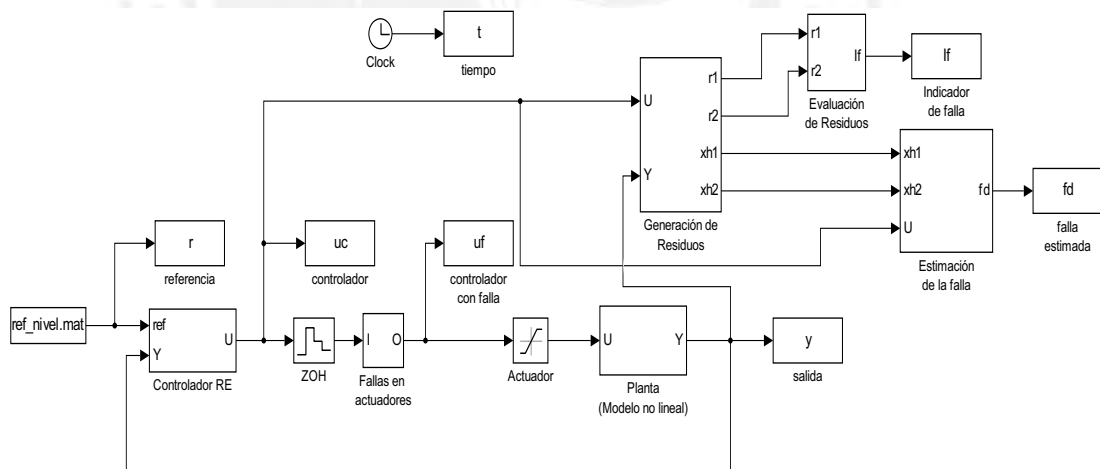 t
Clock
tiempo
r1
r2
If
Evaluación
de Residuos
If
Indicador
de falla
U
Y
r1
r2
xh1
xh2
Generación de
Residuos
xh1
xh2
U
fd
Estimación
de la falla
fd
falla
estimada
r
referencia
uc
controlador
uf
controlador
con falla
ref_nivel.mat
ref
Y
U
Controlador RE
ZOH
I
O
Fallas en
actuadores
Actuador
U
Y
Planta
(Modelo no lineal)
y
salida